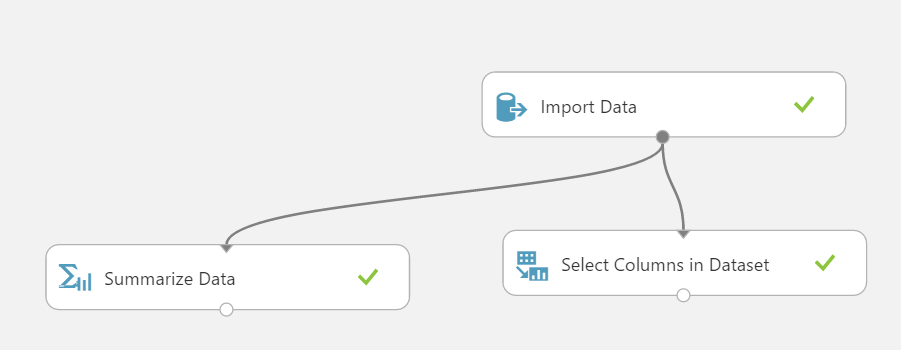 Import Data
Summarize Data
Select Columns in Dataset